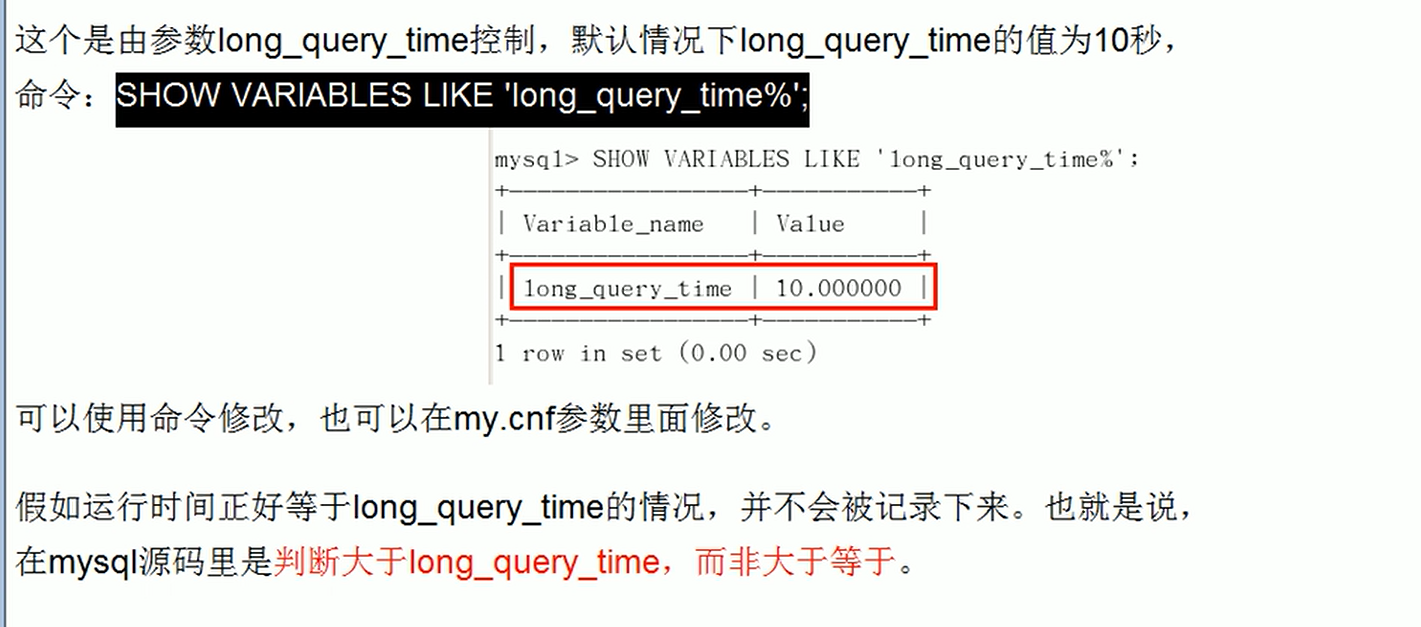 这个是由参数long_query_time控制，默认情况下long_query_time的值为10秒，
命令：SHOW VARIABLES LIKE 'long_query_time%';
mysql> SHOW VARIABLES LIKE 'long_query_time%';
+-----------------+-----------+
| Variable_name | Value |
+-----------------+-----------+
| long_query_time | 10.000000 |
+-----------------+-----------+
1 row in set (0.00 sec)
可以使用命令修改，也可以在my.cnf参数里面修改。
假如运行时间正好等于long_query_time的情况，并不会被记录下来。也就是说，
在mysql源码里是判断大于long_query_time，而非大于等于。